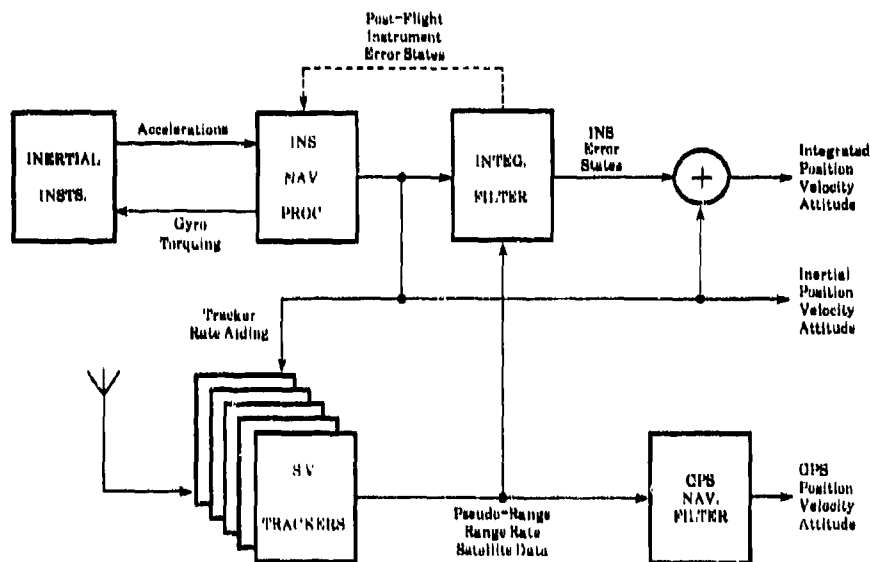 Post-Flight
Instrument
Error States
Accelerations
INERTIAL
INSTS.
INS
NAV
PROC
INTEG.
FILTER
INS
Error
States
+
Integrated
Position
Velocity
Attitude
Gyro
Torquing
Inertial
Position
Velocity
Attitude
Tracker
Rate Aiding
SV
TRACKERS
Pseudo-Range
Range Rate
Satellite Data
GPS
NAV.
FILTER
GPS
Position
Velocity
Attitude